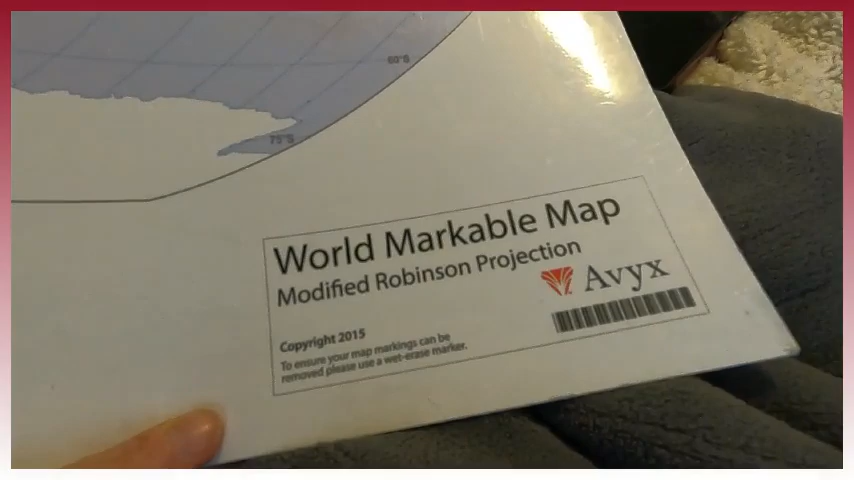 60°S
75°S
World Markable Map
Modified Robinson Projection
Avyx
Copyright 2015
To ensure your map markings can be
removed please use a wet-erase marker.